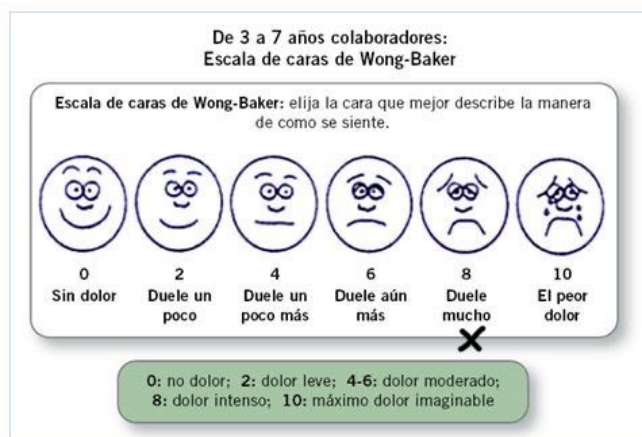 De 3 a 7 años colaboradores:
Escala de caras de Wong-Baker
Escala de caras de Wong-Baker: elija la cara que mejor describe la manera
de como se siente.
0 2 4 6 8 10
Sin dolor Duele un poco Duele un poco más Duele aún más Duele mucho El peor dolor
0: no dolor; 2: dolor leve; 4-6: dolor moderado;
8: dolor intenso; 10: máximo dolor imaginable